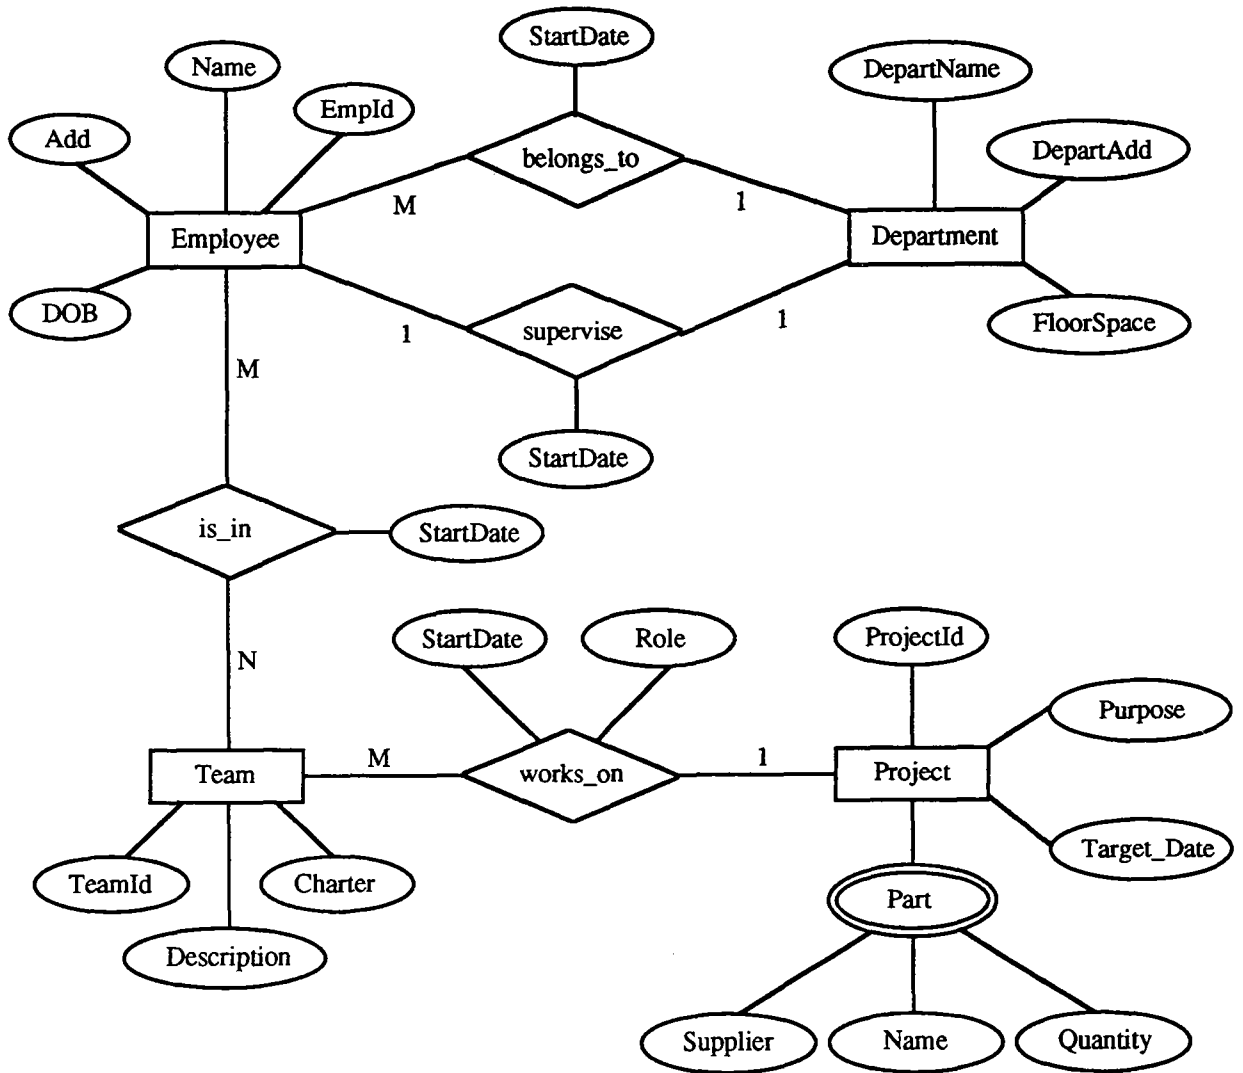 StartDate
Name
DepartName
EmpId
Add
DepartAdd
belongs_to
M
1
Employee
Department
DOB
FloorSpace
supervise
1
1
M
StartDate
is_in
StartDate
StartDate
Role
ProjectId
N
Purpose
M
1
Team
works_on
Project
Target_Date
TeamId
Charter
Part
Description
Supplier
Name
Quantity